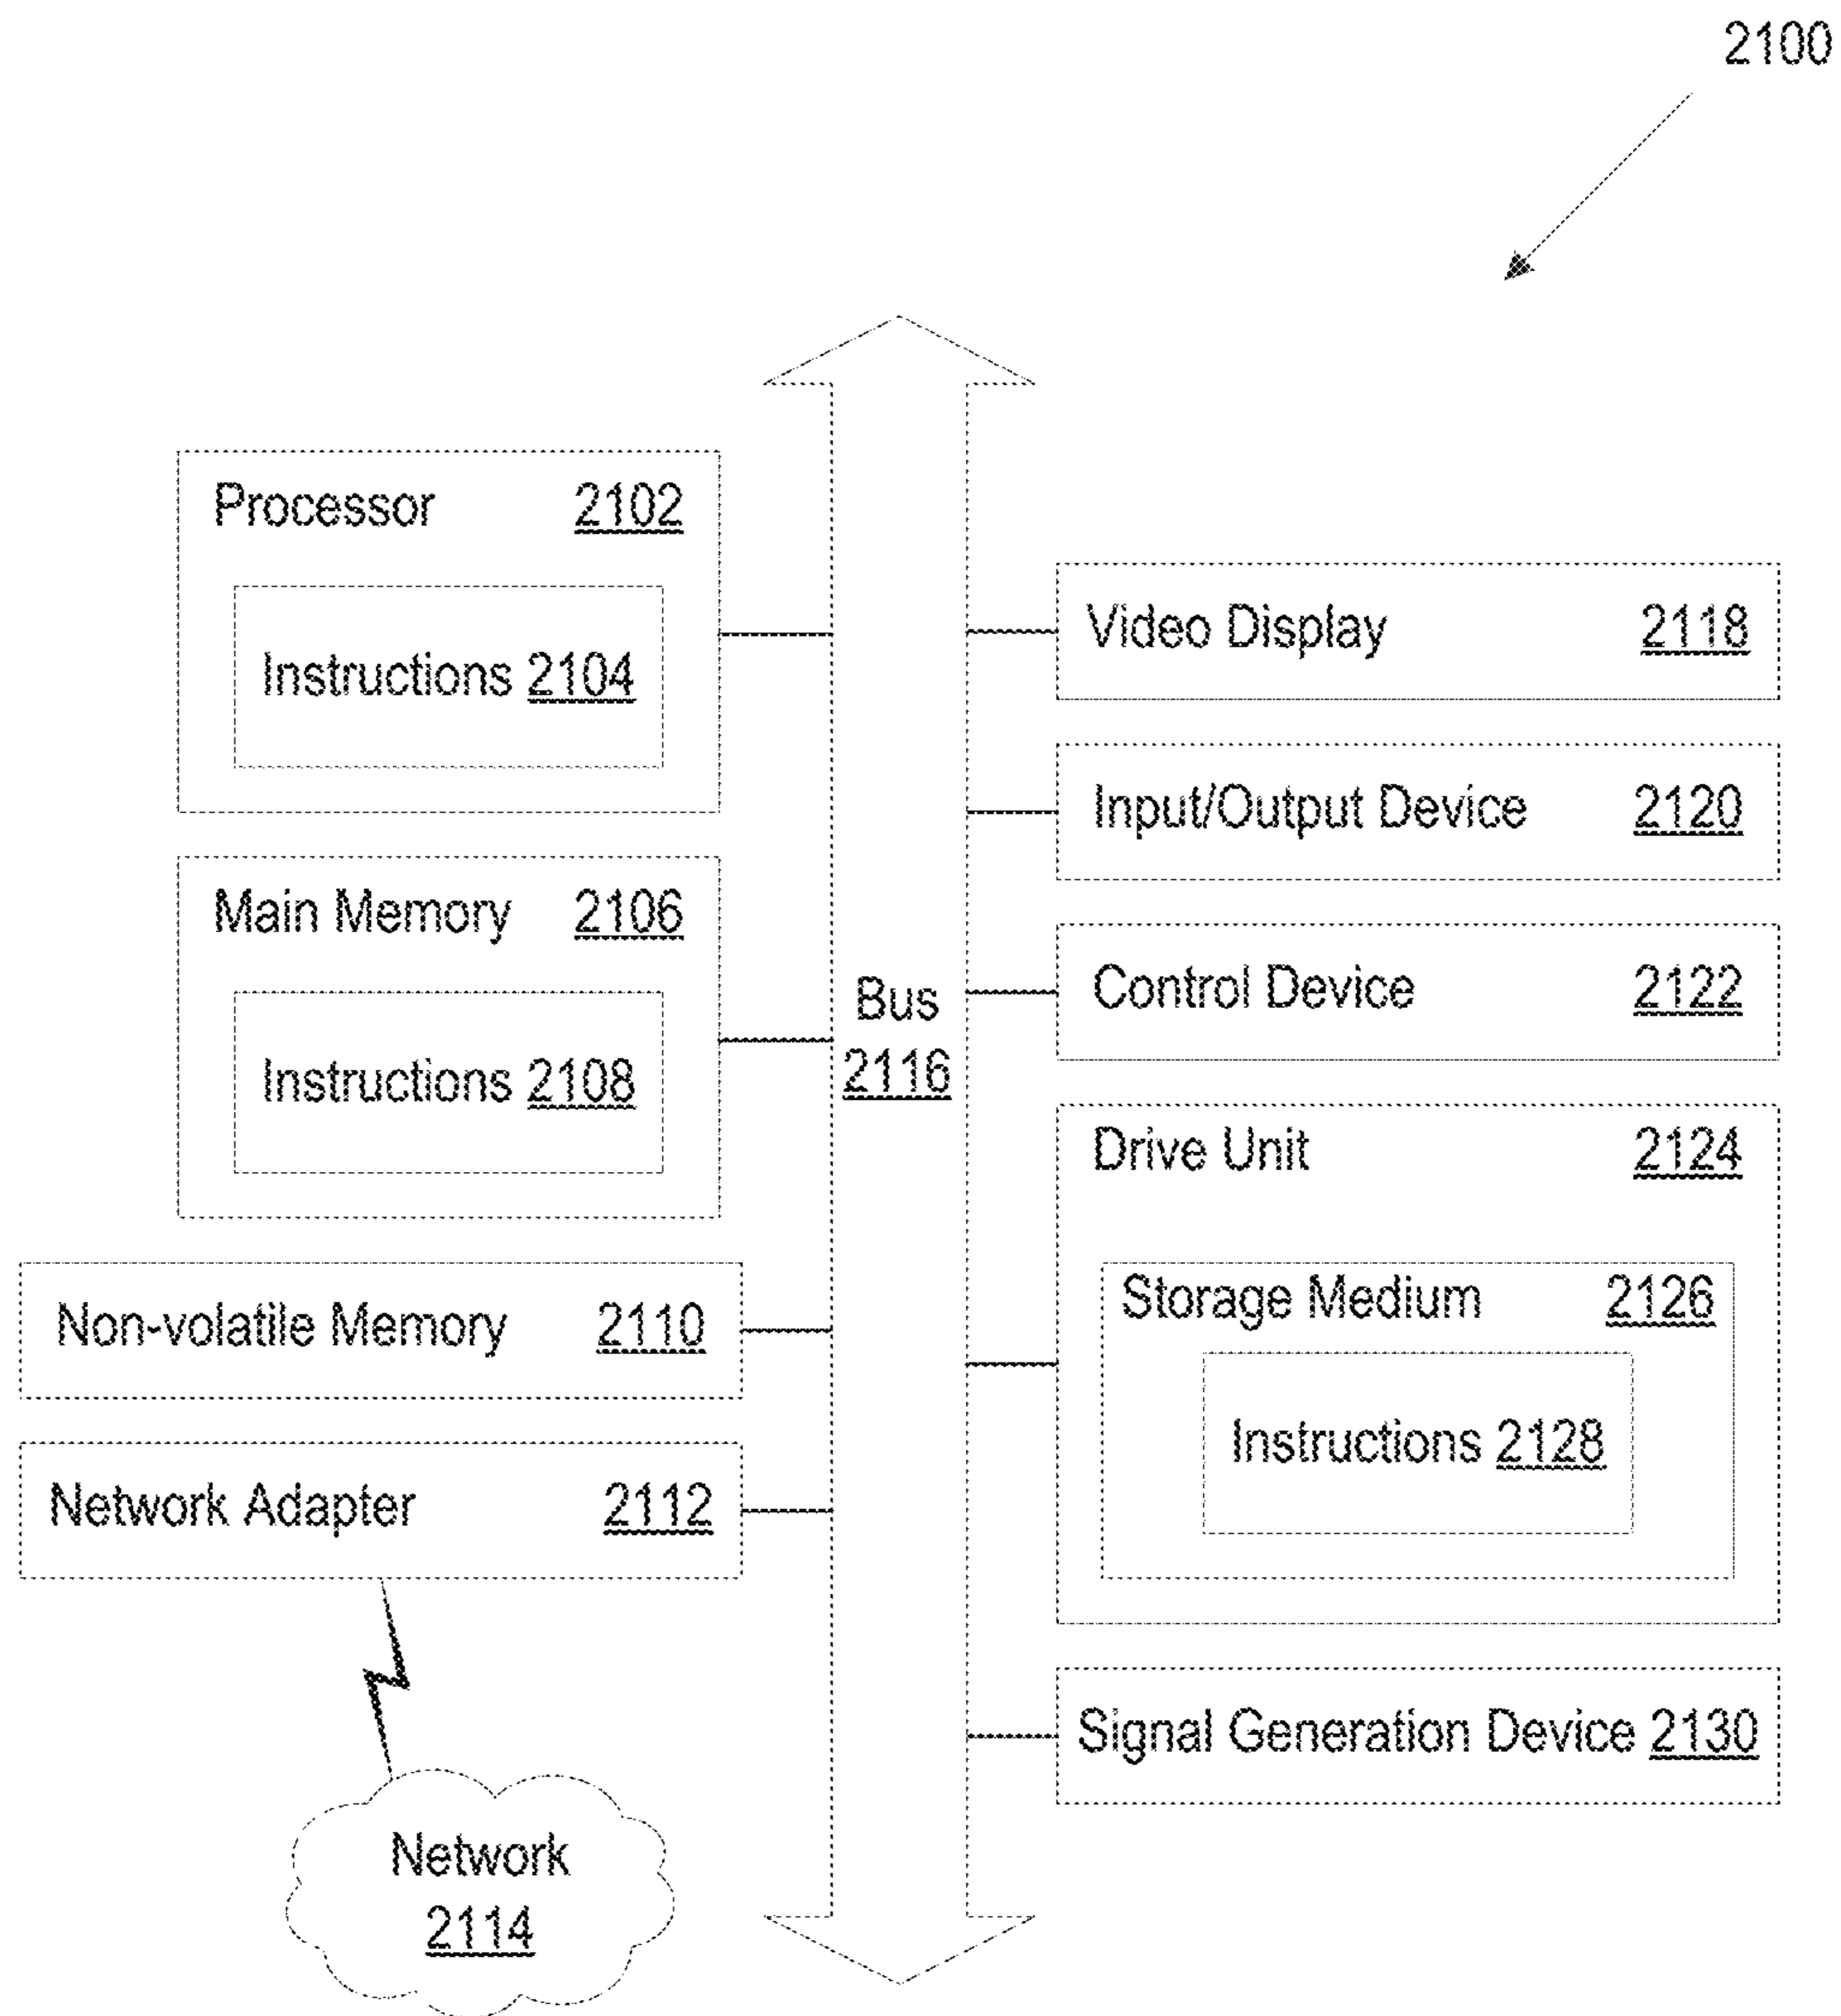 2100
Processor 2102
Instructions 2104
Main Memory 2106
Instructions 2108
Non-volatile Memory 2110
Network Adapter 2112
Network
2114
Bus
2116
Video Display 2118
Input/Output Device 2120
Control Device 2122
Drive Unit 2124
Storage Medium 2126
Instructions 2128
Signal Generation Device 2130